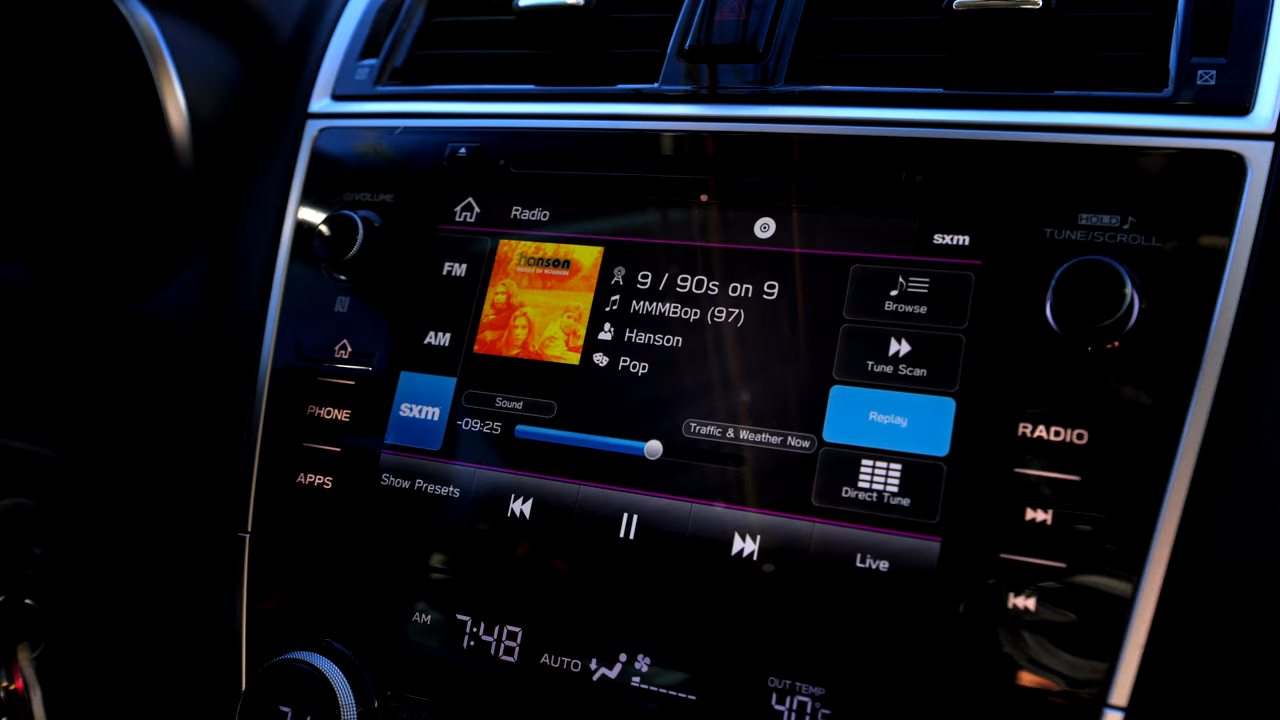 VOLUME
HOLD
TUNE/SCROLL
Radio
sxm
hanson
FM
9 / 90s on 9
Browse
MMMBop (97)
AM
Hanson
Tune Scan
Pop
sxm
Sound
Replay
-09:25
Traffic & Weather Now
PHONE
RADIO
APPS
Show Presets
Direct Tune
Live
AM 7:48
AUTO
OUT TEMP
40°